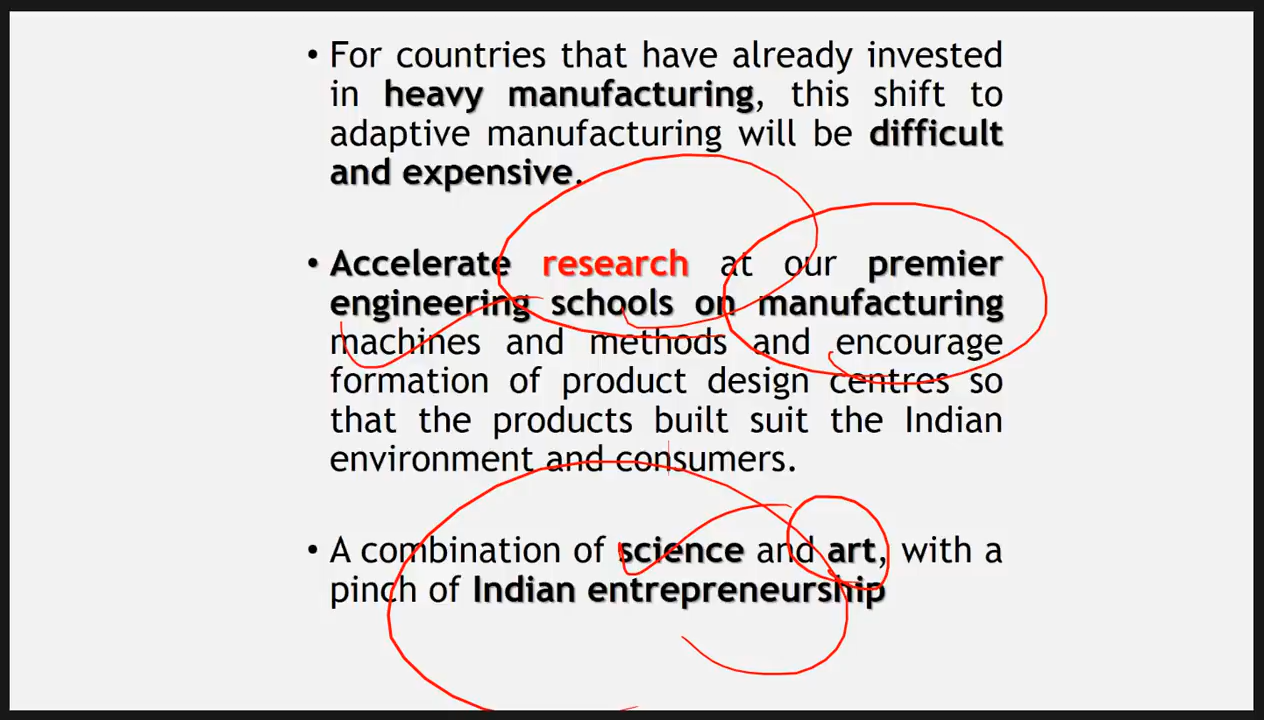 • For countries that have already invested
in heavy manufacturing, this shift to
adaptive manufacturing will be difficult
and expensive.
• Accelerate research at our premier
engineering schools on manufacturing
machines and methods and encourage
formation of product design centres so
that the products built suit the Indian
environment and consumers.
• A combination of science and art, with a
pinch of Indian entrepreneurship